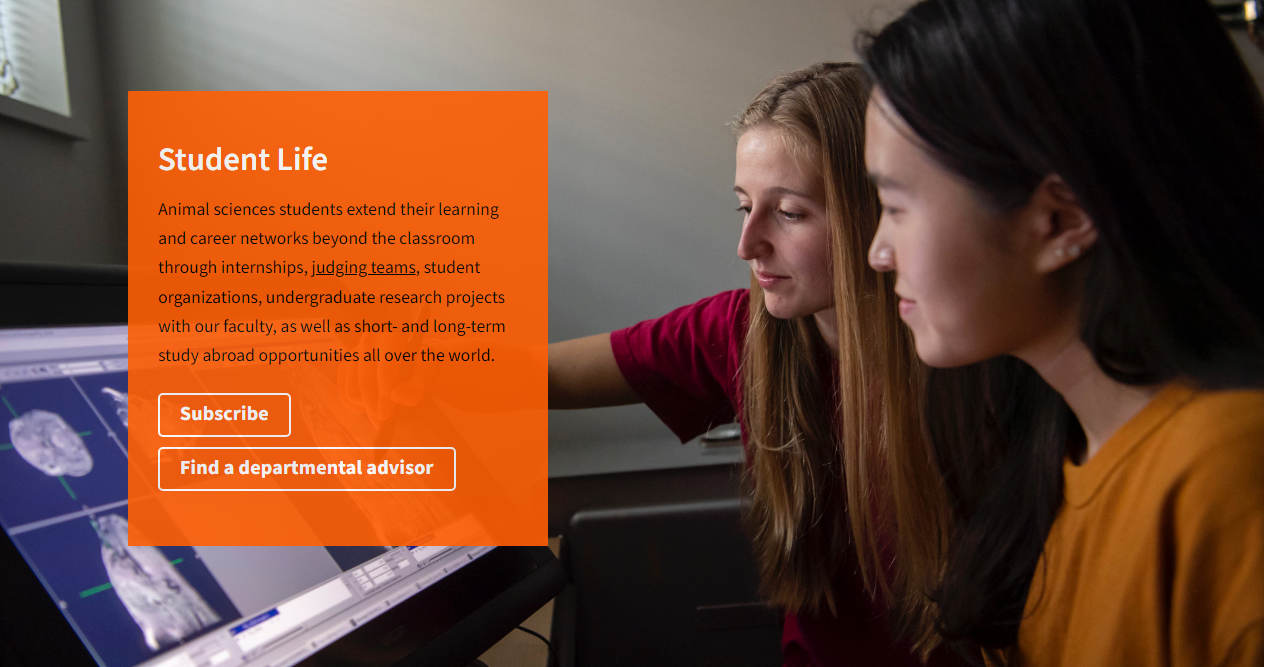 Student Life
Animal sciences students extend their learning
and career networks beyond the classroom
through internships, judging teams, student
organizations, undergraduate research projects
with our faculty, as well as short- and long-term
study abroad opportunities all over the world.
Subscribe
Find a departmental advisor